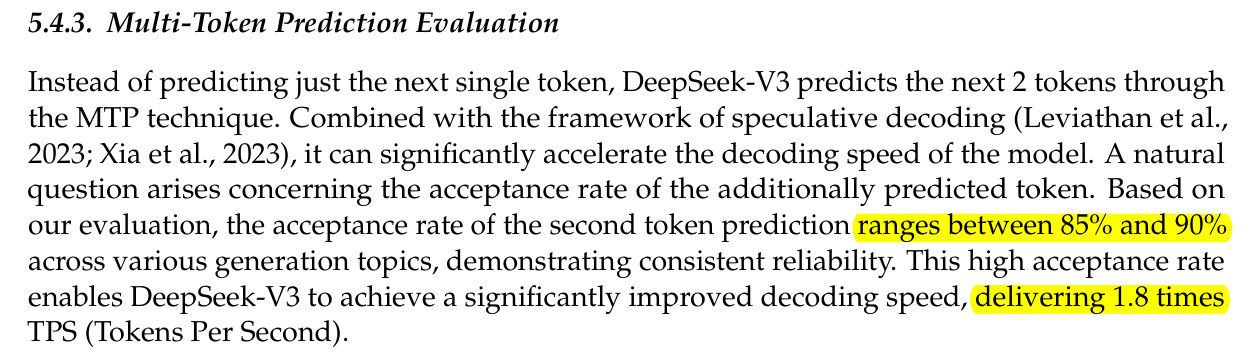 5.4.3. Multi-Token Prediction Evaluation
Instead of predicting just the next single token, DeepSeek-V3 predicts the next 2 tokens through
the MTP technique. Combined with the framework of speculative decoding (Leviathan et al.,
2023; Xia et al., 2023), it can significantly accelerate the decoding speed of the model. A natural
question arises concerning the acceptance rate of the additionally predicted token. Based on
our evaluation, the acceptance rate of the second token prediction ranges between 85% and 90%
across various generation topics, demonstrating consistent reliability. This high acceptance rate
enables DeepSeek-V3 to achieve a significantly improved decoding speed, delivering 1.8 times
TPS (Tokens Per Second).